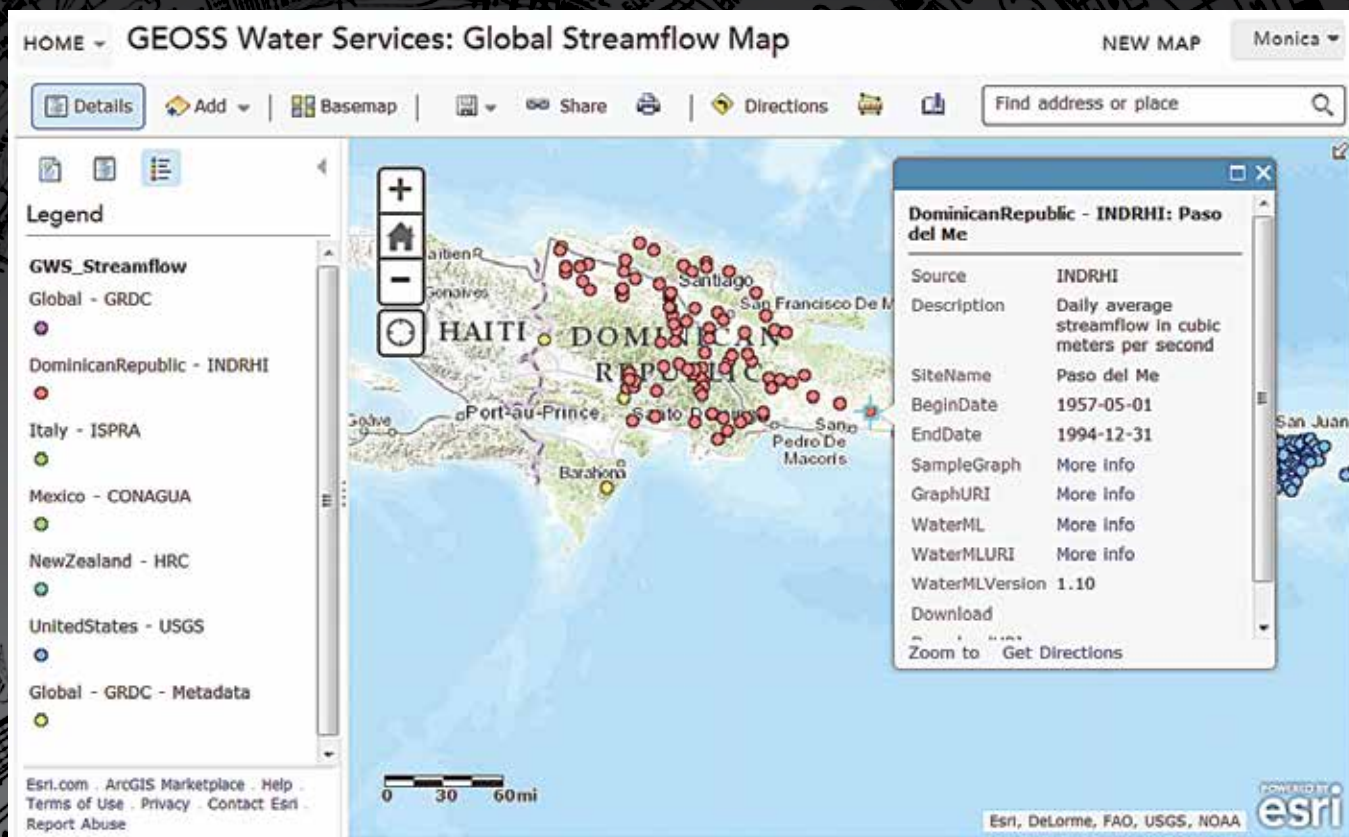 HOME GEOSS Water Services: Global Streamflow Map NEW MAP Monica
Details Add Basemap Share Directions Find address or place
Legend
GWS_Streamflow
Global - GRDC
DominicanRepublic - INDRHI
Italy - ISPRA
Mexico - CONAGUA
NewZealand - HRC
UnitedStates - USGS
Global - GRDC - Metadata
Esri.com . ArcGIS Marketplace . Help .
Terms of Use . Privacy . Contact Esri .
Report Abuse
aitien
Gonaives
HAITI
DOMINICAN
REPUBLIC
Santiago
San Francisco De M
Goave
Port-au-Prince
Santo
San
Pedro De
Macoris
Barahona
San Juan
0 30 60mi
DominicanRepublic - INDRHI: Paso
del Me
Source INDRHI
Description Daily average
streamflow in cubic
meters per second
SiteName Paso del Me
BeginDate 1957-05-01
EndDate 1994-12-31
SampleGraph More info
GraphURI More info
WaterML More info
WaterMLURI More info
WaterMLVersion 1.10
Download
Zoom to Get Directions
Esri, DeLorme, FAO, USGS, NOAA
POWERED BY
esri